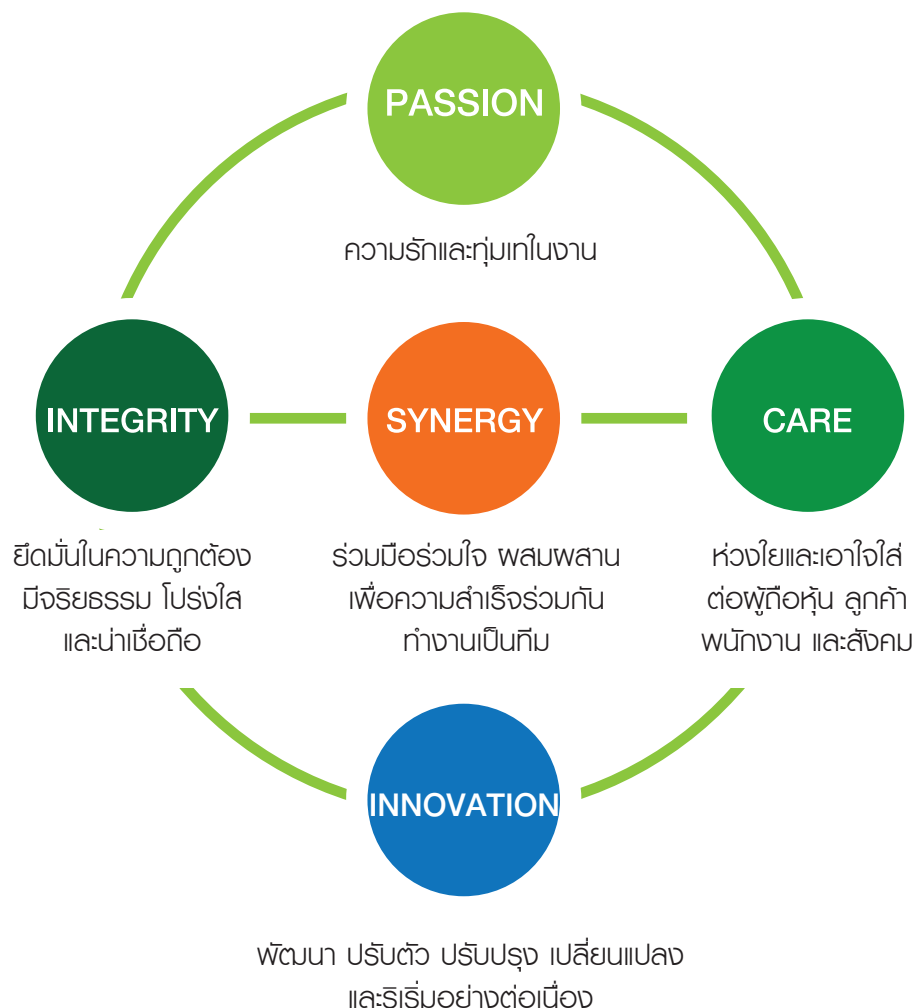 PASSION
ความรักและทุ่มเทในงาน
INTEGRITY
ยึดมั่นในความถูกต้อง
มีจริยธรรม โปร่งใส
และน่าเชื่อถือ
SYNERGY
ร่วมมือร่วมใจ ผสมผสาน
เพื่อความสำเร็จร่วมกัน
ทำงานเป็นทีม
CARE
ห่วงใยและเอาใจใส่
ต่อผู้ถือหุ้น ลูกค้า
พนักงาน และสังคม
INNOVATION
พัฒนา ปรับตัว ปรับปรุง เปลี่ยนแปลง
และริเริ่มอย่างต่อเนื่อง